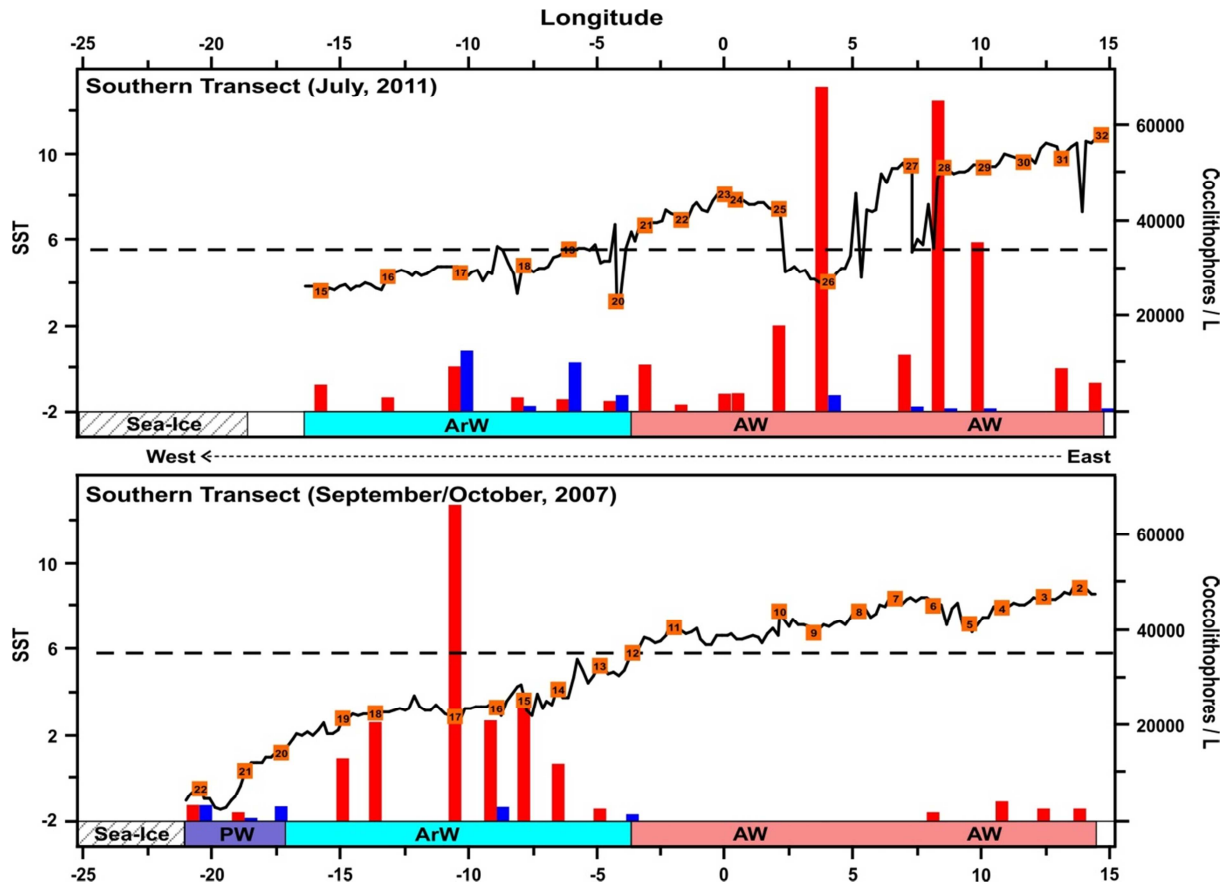 Longitude
-25 -20 -15 -10 -5 0 5 10 15
Southern Transect (July, 2011)
10
6
2
-2
SST
60000
40000
20000
0
Cocclithophores / L
15 16 17 18 19 20 21 22 23 24 25 26 27 28 29 30 31 32
Sea-Ice ArW AW AW
West <------ East
Southern Transect (September/October, 2007)
10
6
2
-2
SST
60000
40000
20000
0
Coccolithophores / L
22 21 20 19 18 17 16 15 14 13 12 11 10 9 8 7 6 5 4 3 2
Sea-Ice PW ArW AW AW
-25 -20 -15 -10 -5 0 5 10 15